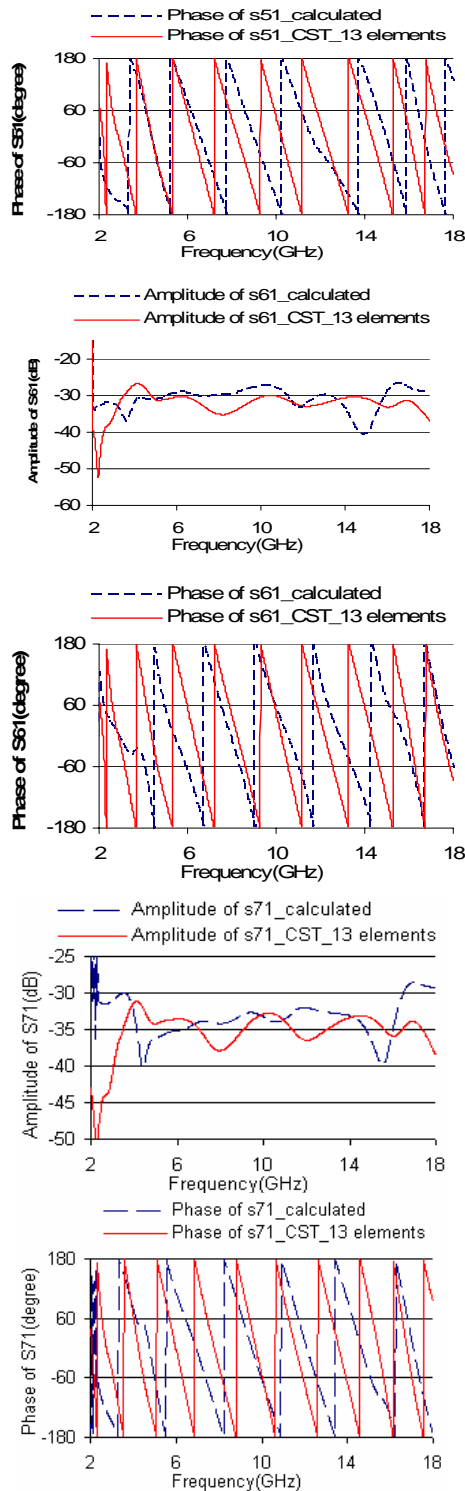 Phase of s51_calculated
Phase of s51_CST_13 elements
Phase of S61(degree)
180
60
-60
-180
2 6 10 14 18
Frequency(GHz)
Amplitude of s61_calculated
Amplitude of s61_CST_13 elements
Amplitude of S61(dB)
-20
-30
-40
-50
-60
2 6 10 14 18
Frequency(GHz)
Phase of s61_calculated
Phase of s61_CST_13 elements
Phase of S61(degree)
180
60
-60
-180
2 6 10 14 18
Frequency(GHz)
Amplitude of s71_calculated
Amplitude of s71_CST_13 elements
Amplitude of S71(dB)
-25
-30
-35
-40
-45
-50
2 6 10 14 18
Frequency(GHz)
Phase of s71_calculated
Phase of s71_CST_13 elements
Phase of S71(degree)
180
60
-60
-180
2 6 10 14 18
Frequency(GHz)